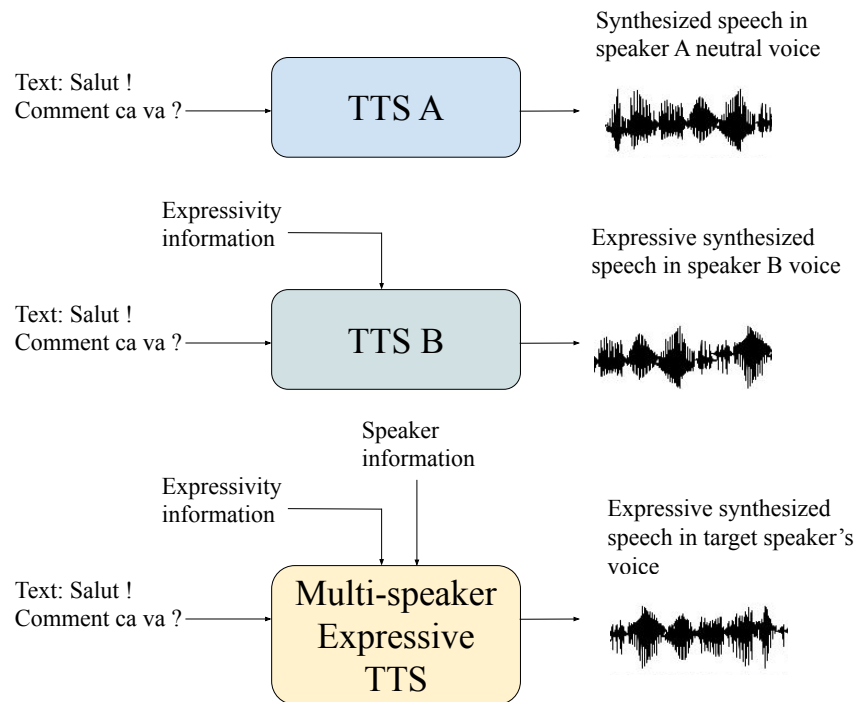 Text: Salut !
Comment ca va ?
TTS A
Synthesized speech in
speaker A neutral voice
Expressivity
information
Text: Salut !
Comment ca va ?
TTS B
Expressive synthesized
speech in speaker B voice
Speaker
information
Expressivity
information
Text: Salut !
Comment ca va ?
Multi-speaker
Expressive
TTS
Expressive synthesized
speech in target speaker’s
voice